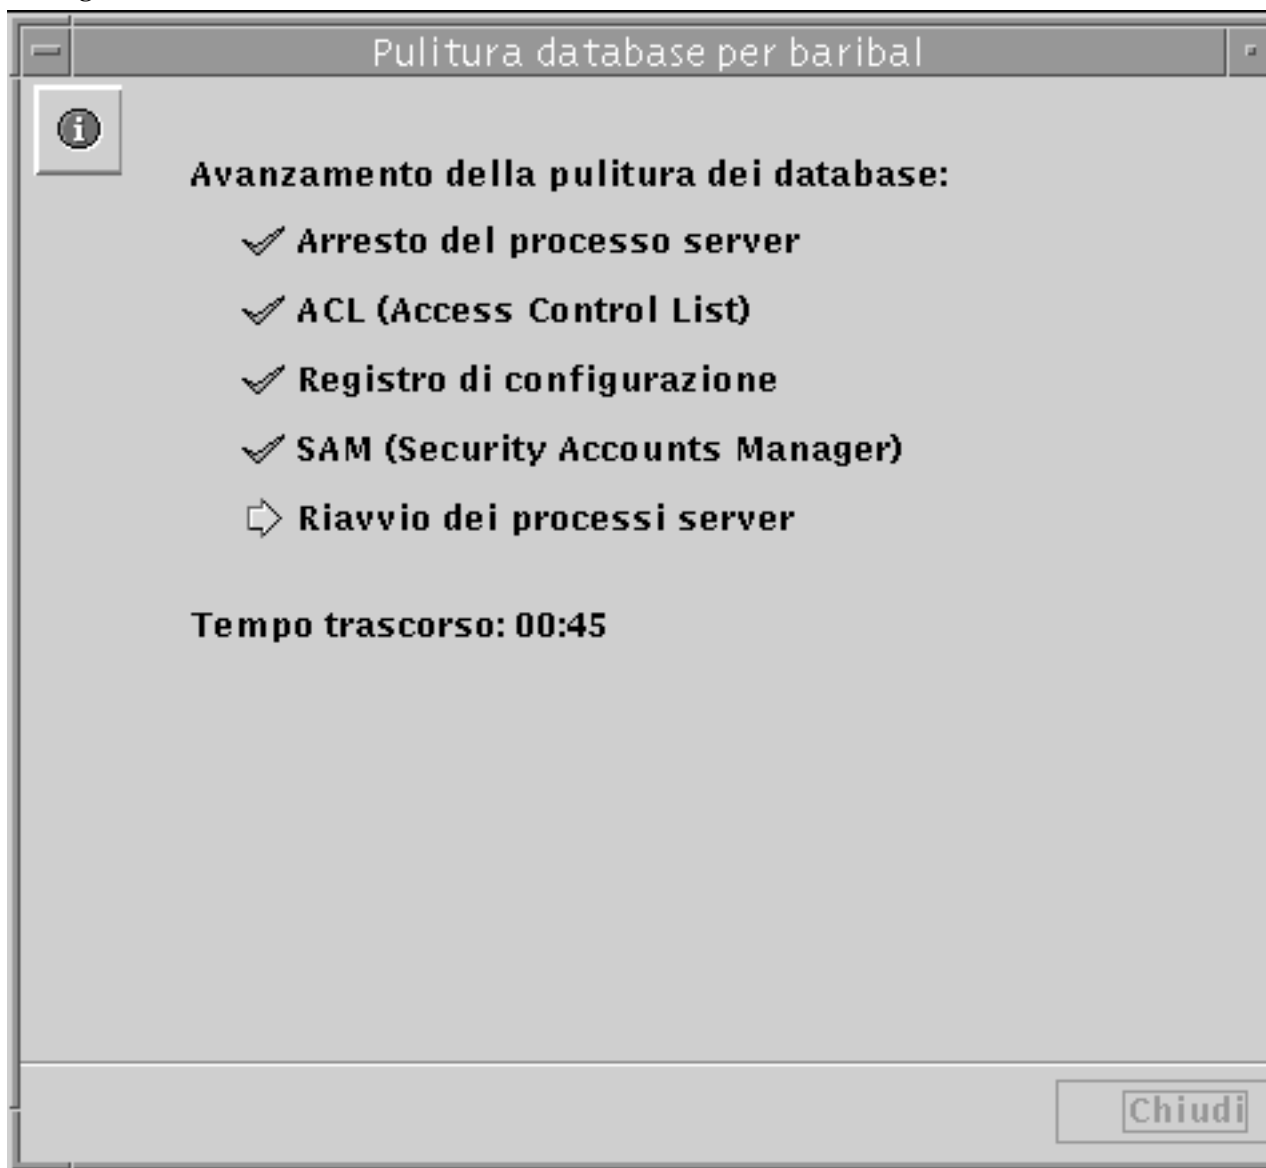 Pulitura database per baribal
Avanzamento della pulitura dei database:
Arresto del processo server
ACL (Access Control List)
Registro di configurazione
SAM (Security Accounts Manager)
Riavvio dei processi server
Tempo trascorso: 00:45
Chiudi